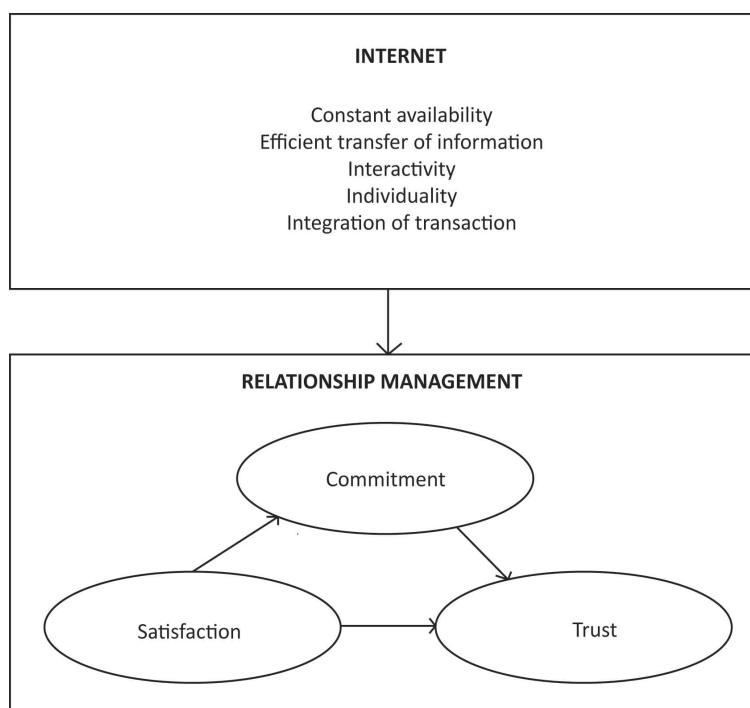 INTERNET
Constant availability
Efficient transfer of information
Interactivity
Individuality
Integration of transaction
RELATIONSHIP MANAGEMENT
Commitment
Satisfaction
Trust